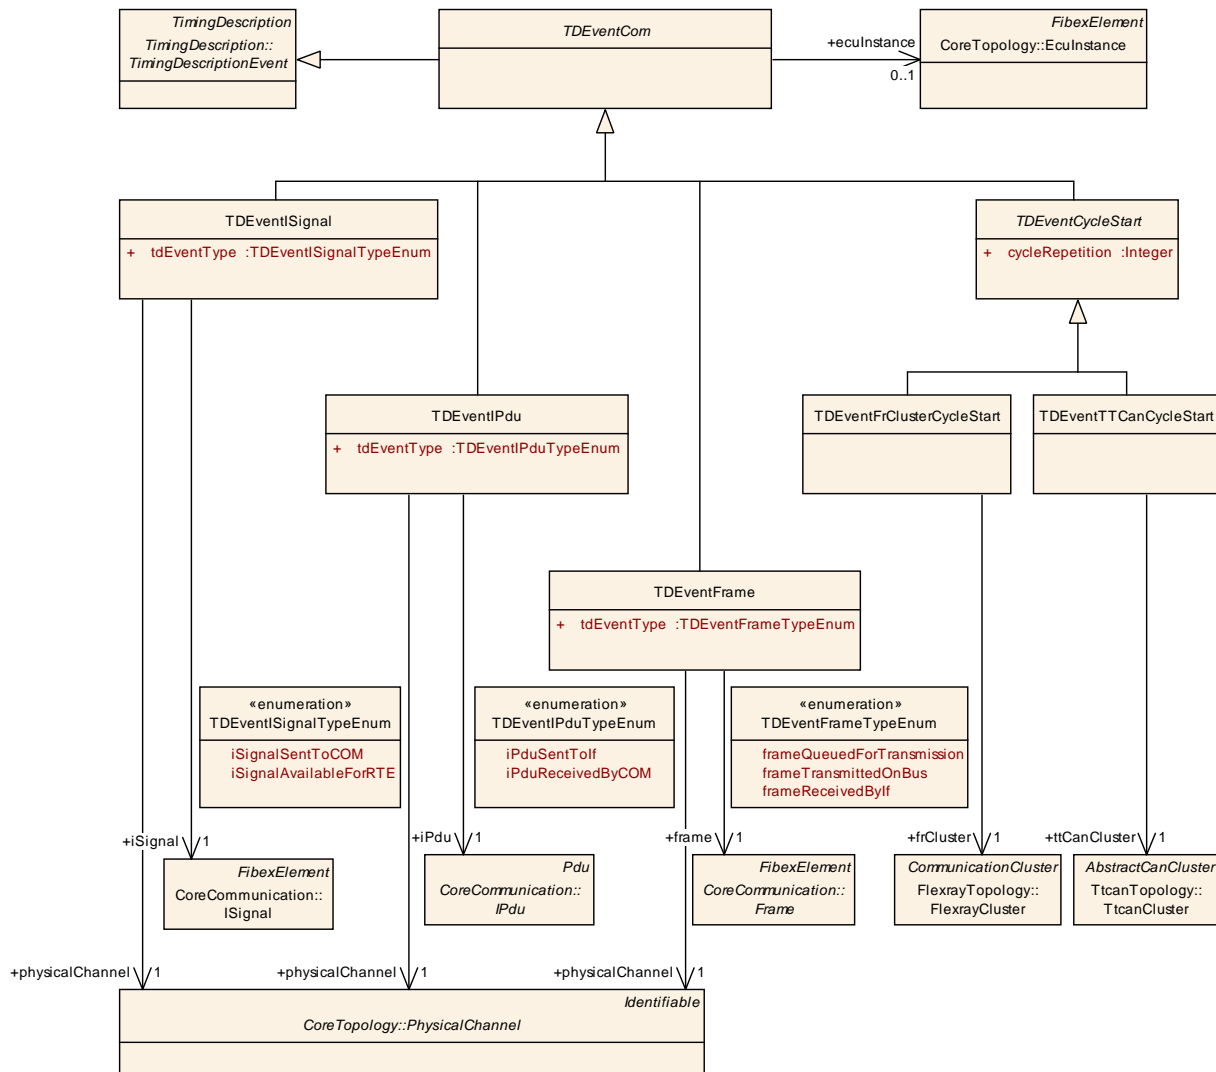 TimingDescription
TimingDescription::
TimingDescriptionEvent
TDEventCom
+ecuInstance
0..1
FibexElement
CoreTopology::EcuInstance
TDEventISignal
+ tdEventType :TDEventISignalTypeEnum
TDEventCycleStart
+ cycleRepetition :Integer
TDEventIPdu
+ tdEventType :TDEventIPduTypeEnum
TDEventFrClusterCycleStart
TDEventTTCanCycleStart
TDEventFrame
+ tdEventType :TDEventFrameTypeEnum
«enumeration»
TDEventISignalTypeEnum
iSignalSentToCOM
iSignalAvailableForRTE
«enumeration»
TDEventIPduTypeEnum
iPduSentToIf
iPduReceivedByCOM
«enumeration»
TDEventFrameTypeEnum
frameQueuedForTransmission
frameTransmittedOnBus
frameReceivedByIf
+iSignal 1
+iPdu 1
+frame 1
+frCluster 1
+ttCanCluster 1
FibexElement
CoreCommunication::
ISignal
Pdu
CoreCommunication::
IPdu
FibexElement
CoreCommunication::
Frame
CommunicationCluster
FlexrayTopology::
FlexrayCluster
AbstractCanCluster
TtcanTopology::
TtcanCluster
+physicalChannel 1
+physicalChannel 1
+physicalChannel 1
Identifiable
CoreTopology::PhysicalChannel